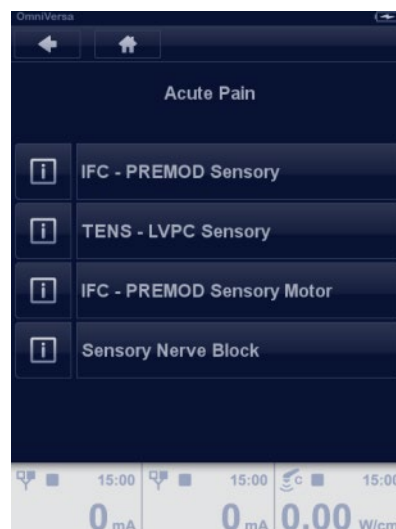 OmniVersa
Acute Pain
IFC - PREMOD Sensory
TENS - LVPC Sensory
IFC - PREMOD Sensory Motor
Sensory Nerve Block
15:00 15:00 C 15:00
0 mA 0 mA 0.00 W/cm